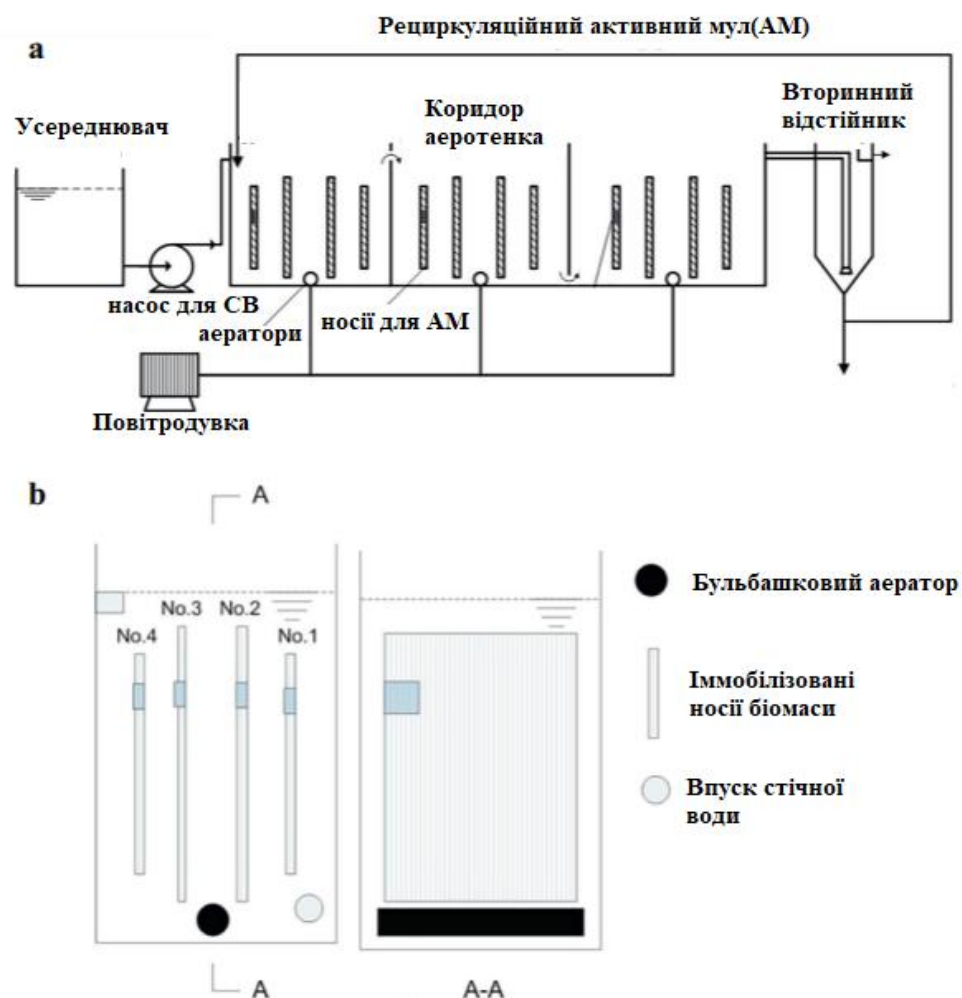 Рециркуляційний активний мул(АМ)
a
Усереднювач
Коридор
аеротенка
Вторинний
відстійник
насос для СВ
аератори
носії для АМ
Повітродувка
b
A
No.4
No.3
No.2
No.1
A
A-A
Бульбашковий аератор
Іммобілізовані
носії біомаси
Впуск стічної
води